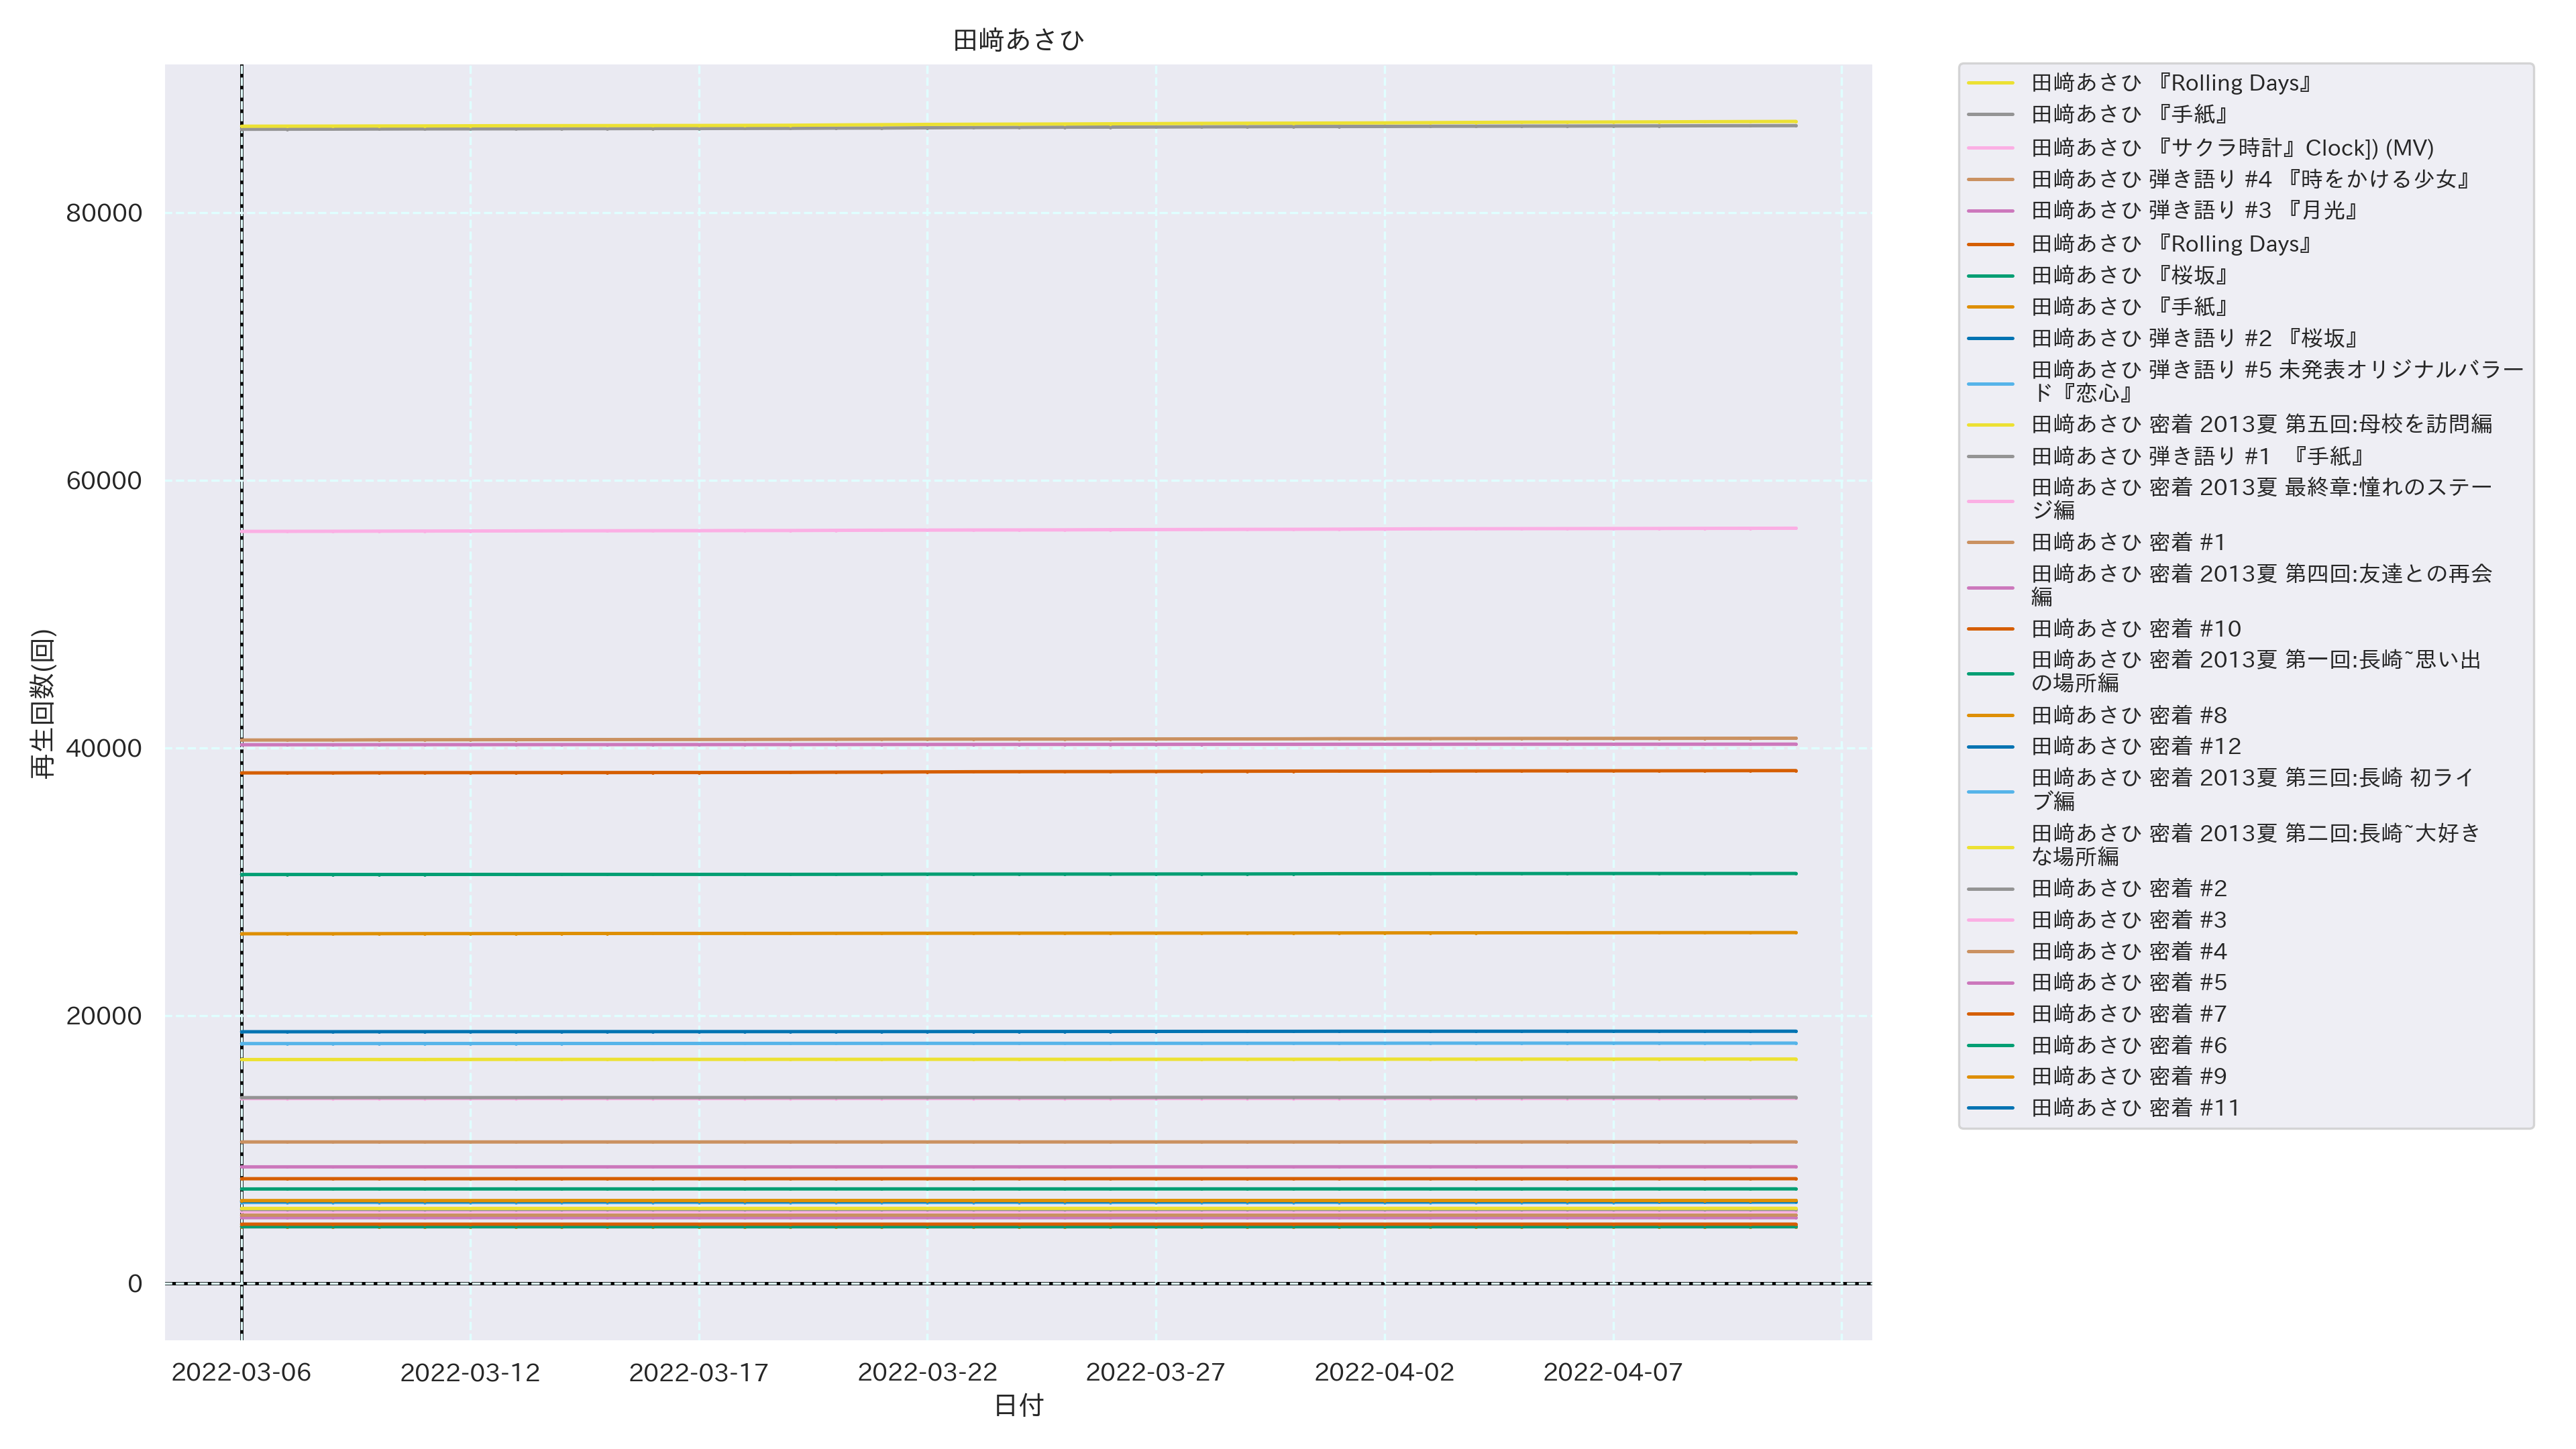 田﨑あさひ
再生回数(回)
80000
60000
40000
20000
0
2022-03-06
2022-03-12
2022-03-17
2022-03-22
2022-03-27
2022-04-02
2022-04-07
日付
田﨑あさひ 『Rolling Days』
田﨑あさひ 『手紙』
田﨑あさひ 『サクラ時計』Clock]) (MV)
田﨑あさひ 弾き語り #4 『時をかける少女』
田﨑あさひ 弾き語り #3 『月光』
田﨑あさひ 『Rolling Days』
田﨑あさひ 『桜坂』
田﨑あさひ 『手紙』
田﨑あさひ 弾き語り #2 『桜坂』
田﨑あさひ 弾き語り #5 未発表オリジナルバラー
ド『恋心』
田﨑あさひ 密着 2013夏 第五回:母校を訪問編
田﨑あさひ 弾き語り #1  『手紙』
田﨑あさひ 密着 2013夏 最終章:憧れのステー
ジ編
田﨑あさひ 密着 #1
田﨑あさひ 密着 2013夏 第四回:友達との再会
編
田﨑あさひ 密着 #10
田﨑あさひ 密着 2013夏 第一回:長崎~思い出
の場所編
田﨑あさひ 密着 #8
田﨑あさひ 密着 #12
田﨑あさひ 密着 2013夏 第三回:長崎 初ライ
ブ編
田﨑あさひ 密着 2013夏 第二回:長崎~大好き
な場所編
田﨑あさひ 密着 #2
田﨑あさひ 密着 #3
田﨑あさひ 密着 #4
田﨑あさひ 密着 #5
田﨑あさひ 密着 #7
田﨑あさひ 密着 #6
田﨑あさひ 密着 #9
田﨑あさひ 密着 #11